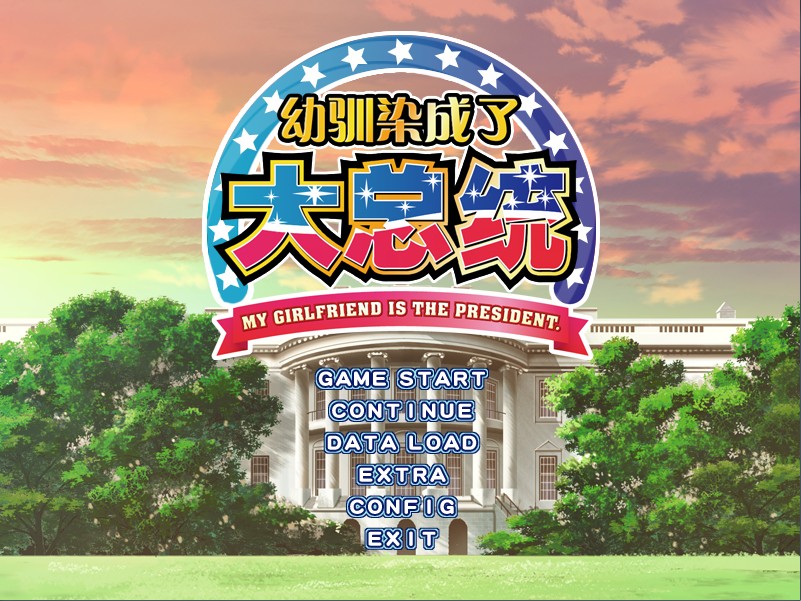 幼驯染成了
大总统
MY GIRLFRIEND IS THE PRESIDENT.
GAME START
CONTINUE
DATA LOAD
EXTRA
CONFIG
EXIT